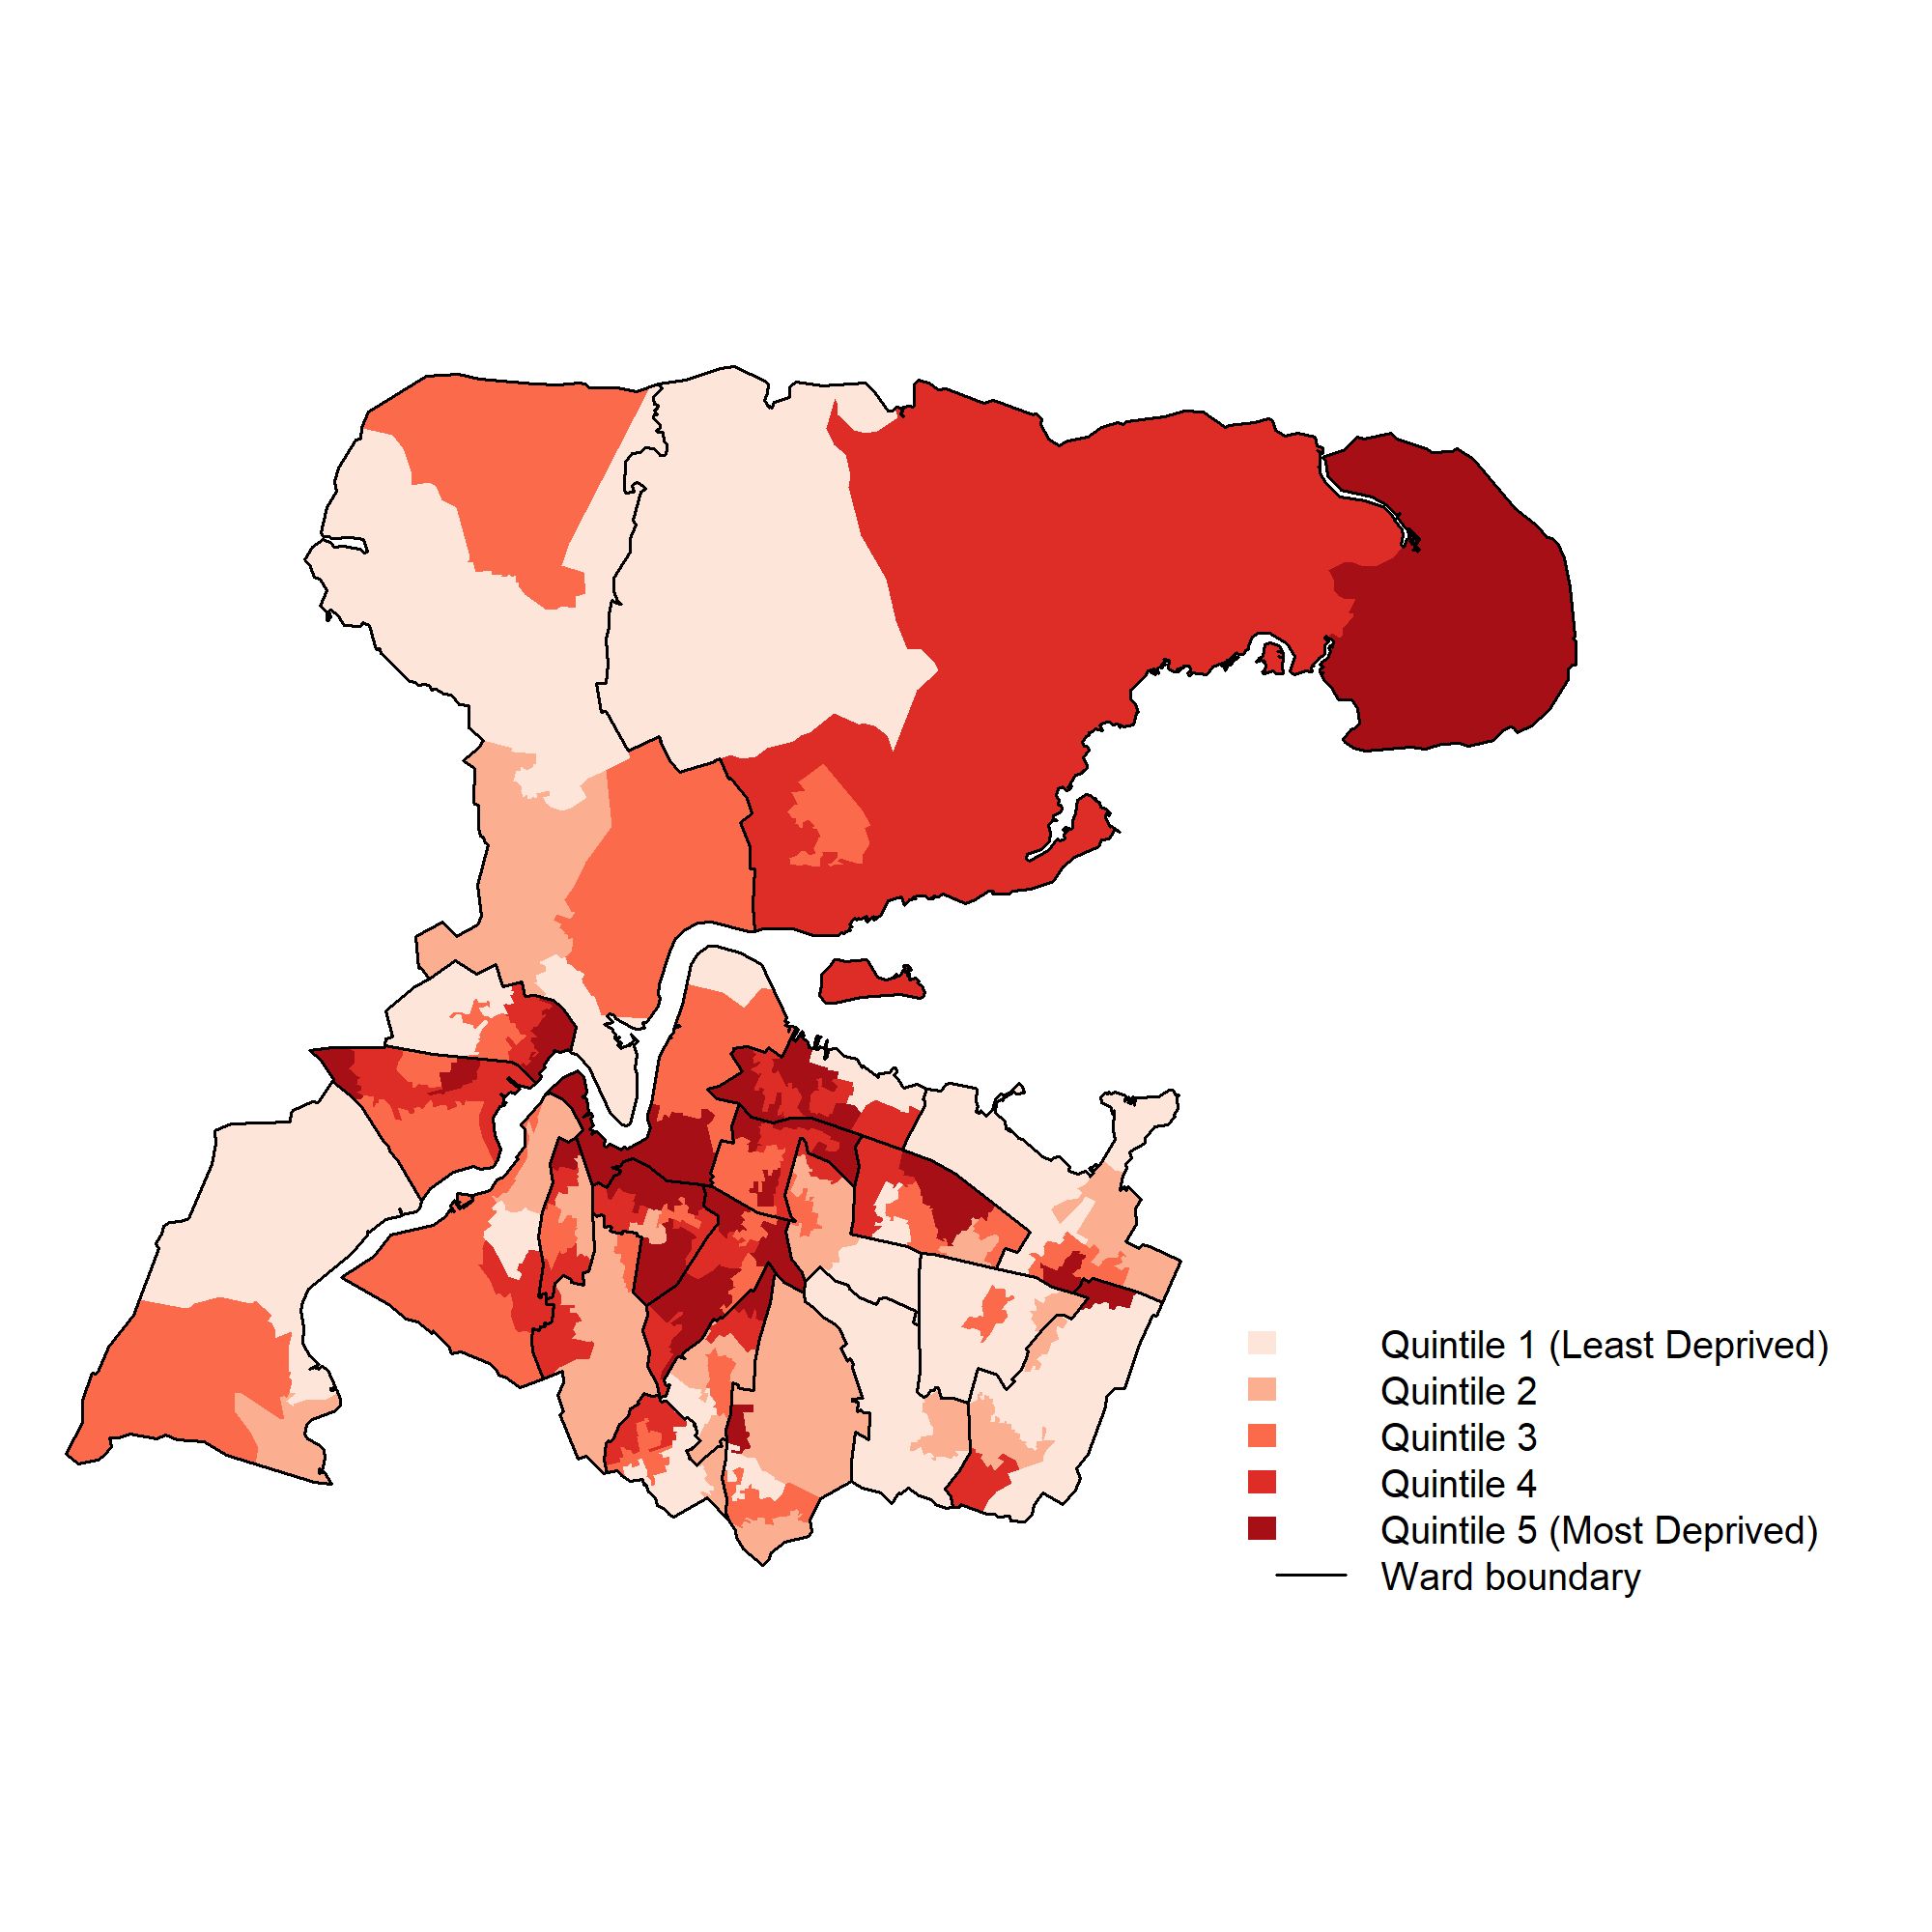 Quintile 1 (Least Deprived)
Quintile 2
Quintile 3
Quintile 4
Quintile 5 (Most Deprived)
Ward boundary